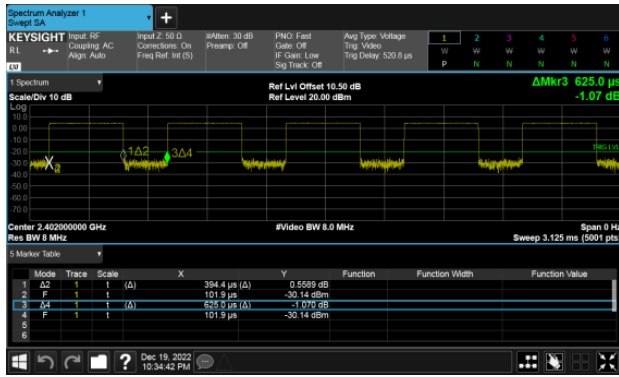 Spectrum Analyzer 1
Swept SA
+
KEYSIGHT Input: RF Input Z: 50 Ω #Atten: 30 dB PNO: Fast Avg Type: Voltage 1 2 3 4 5 6
RL Coupling: AC Corrections: On Preamp: Off Gate: Off Trig: Video W W W W W W
Align: Auto Freq Ref: Int (S) IF Gain: Low Trig Delay: 520.8 µs P N N N N N
LXI Sig Track: Off
1 Spectrum ΔMkr3 625.0 µs
Scale/Div 10 dB Ref Lvl Offset 10.50 dB -1.07 dB
Ref Level 20.00 dBm
Log
10.0
0.00
-10.0
-20.0 1Δ2 3Δ4 TRIG LVL
-30.0 X
-40.0
-50.0
-60.0
-70.0
Center 2.402000000 GHz #Video BW 8.0 MHz Span 0 Hz
Res BW 8 MHz Sweep 3.125 ms (5001 pts)
5 Marker Table
Mode Trace Scale X Y Function Function Width Function Value
1 Δ2 1 t (Δ) 394.4 µs (Δ) 0.5589 dB
2 F 1 t 101.9 µs -30.14 dBm
3 Δ4 1 t (Δ) 625.0 µs (Δ) -1.070 dB
4 F 1 t 101.9 µs -30.14 dBm
5
6
? Dec 19, 2022
10:34:42 PM